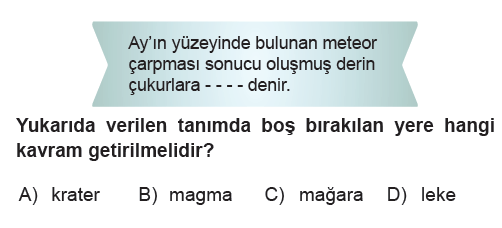 Ay'ın yüzeyinde bulunan meteor
çarpması sonucu oluşmuş derin
çukurlara - - - - denir.
Yukarıda verilen tanımda boş bırakılan yere hangi
kavram getirilmelidir?
A) krater B) magma C) mağara D) leke